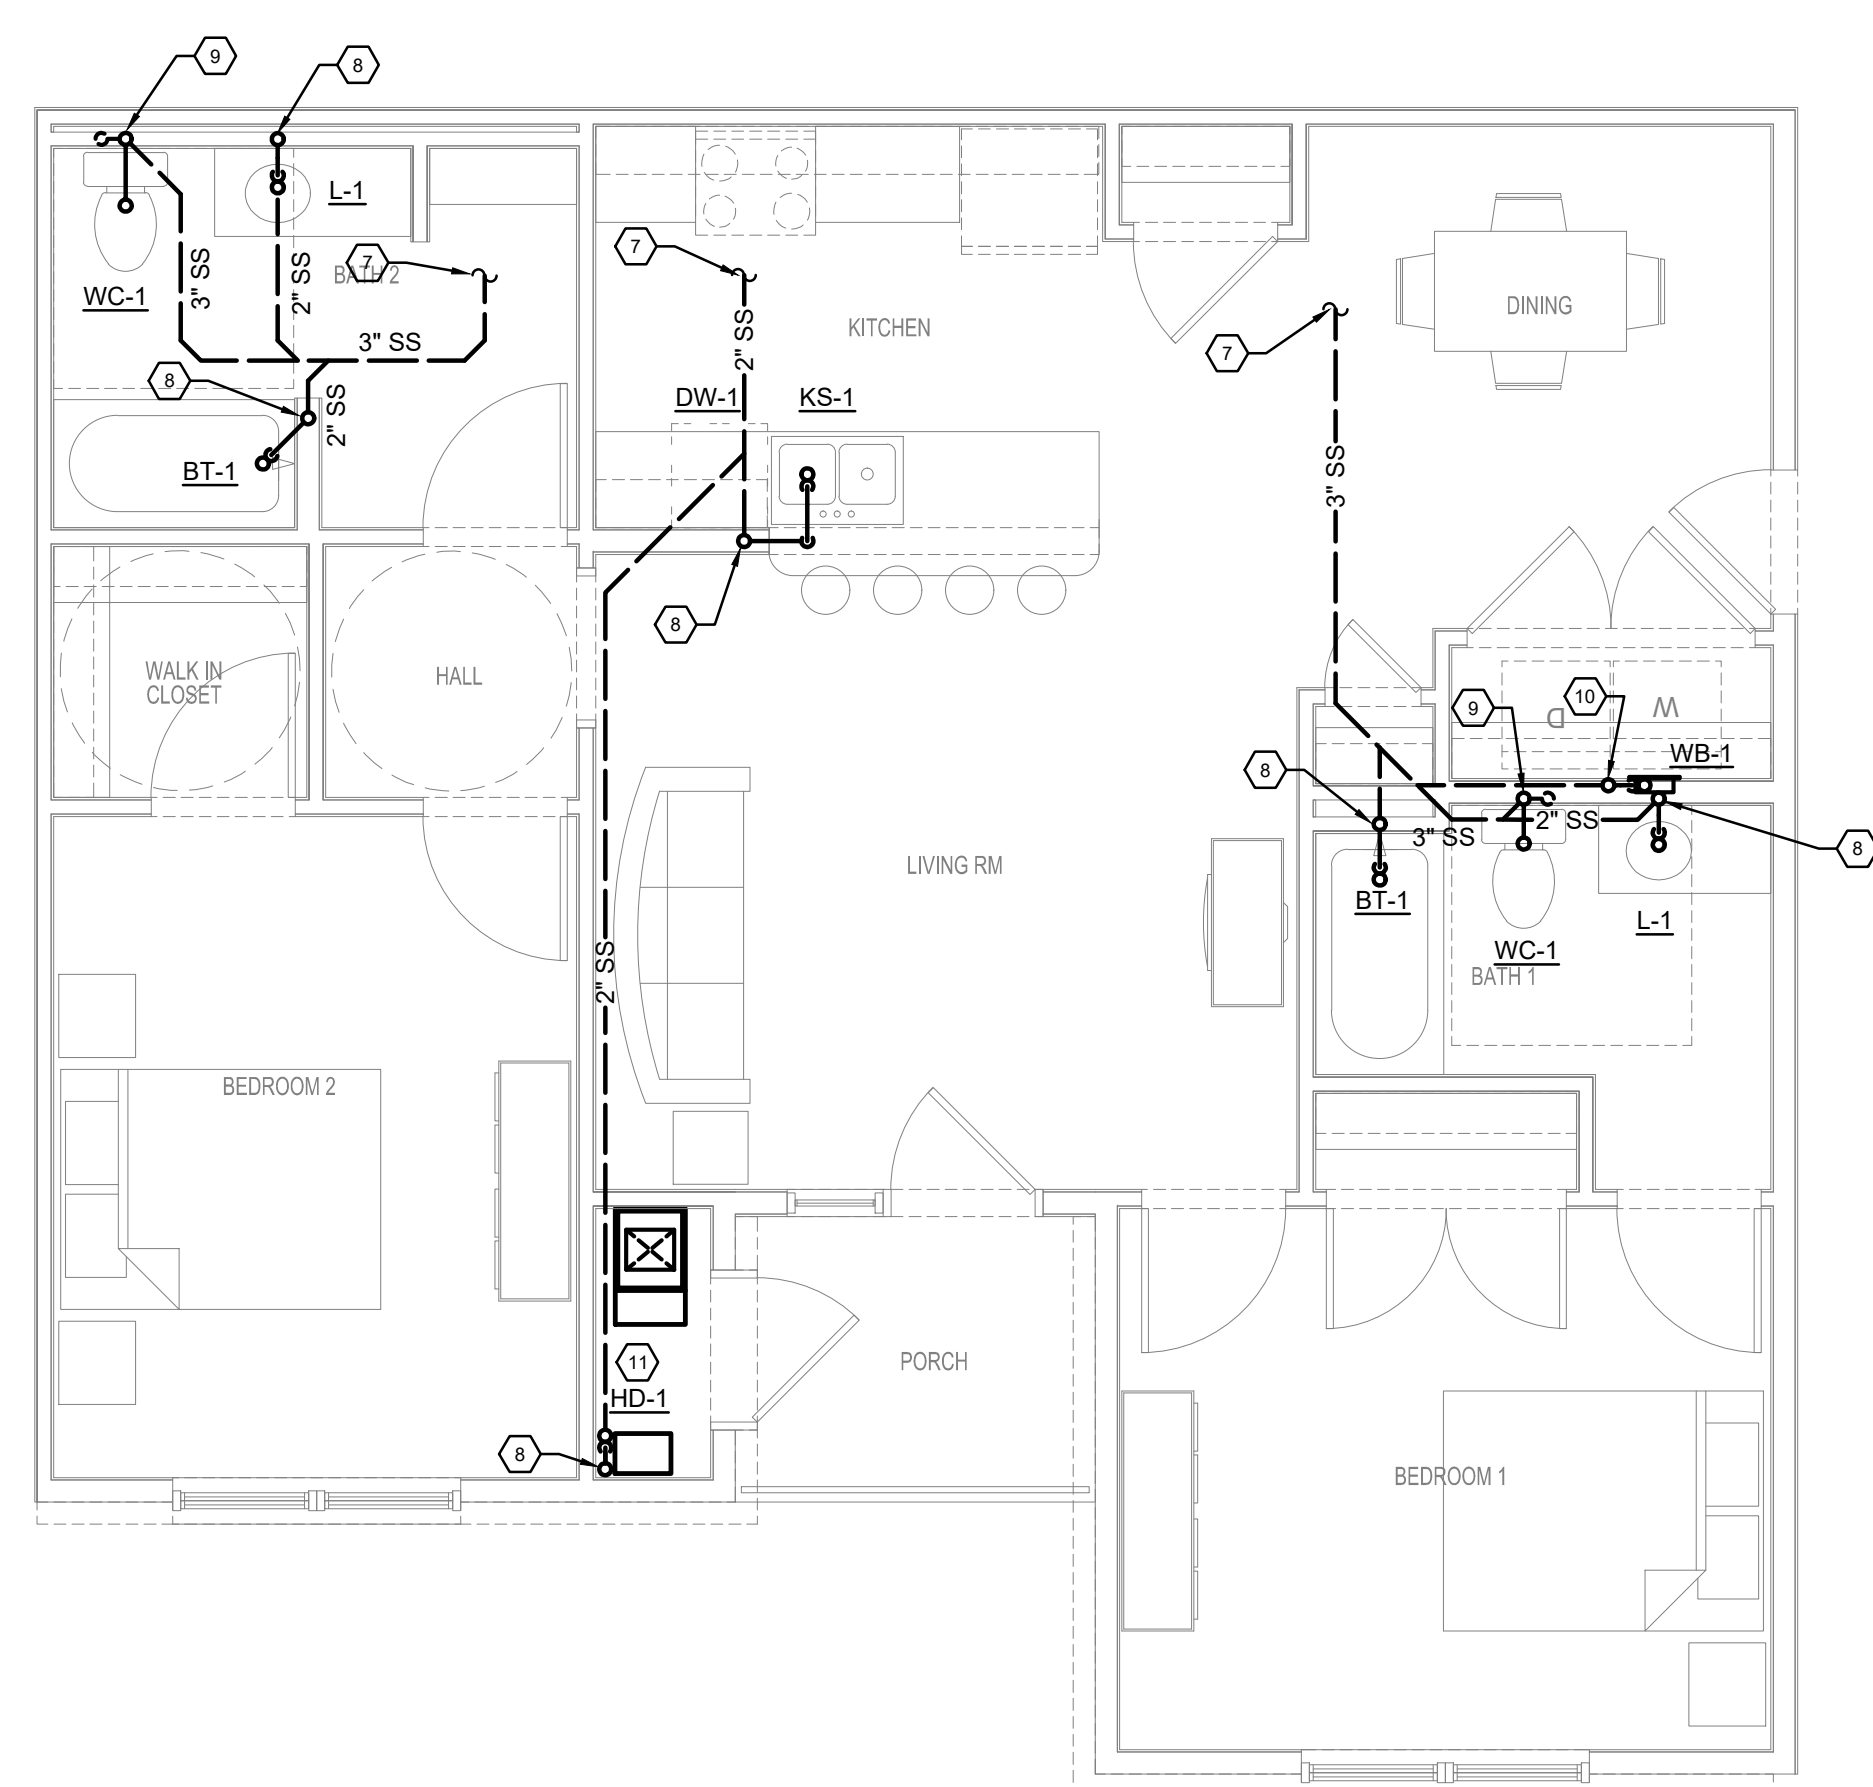 9
8
L-1
7
BATH 2
WC-1
3" SS
2" SS
3" SS
8
2" SS
BT-1
7
2" SS
KITCHEN
DW-1
KS-1
8
7
DINING
3" SS
WALK IN
CLOSET
HALL
9
10
D
W
WB-1
8
3" SS
2" SS
8
BT-1
L-1
WC-1
BATH 1
LIVING RM
2" SS
BEDROOM 2
11
HD-1
8
PORCH
BEDROOM 1